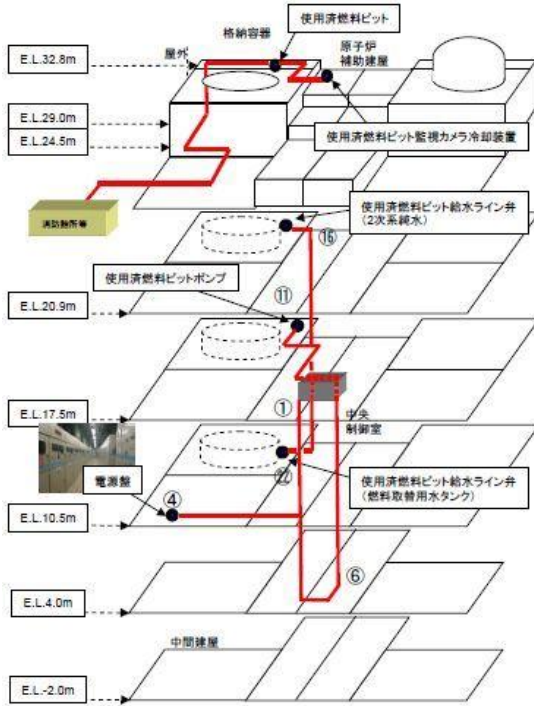 使用済燃料ピット
格納容器
原子炉
補助建屋
屋外
E.L.32.8m
E.L.29.0m
使用済燃料ピット監視カメラ冷却装置
E.L.24.5m
使用済燃料ピット給水ライン弁
(2次系純水)
⑯
使用済燃料ピットポンプ
⑪
E.L.20.9m
①
中央
制御室
E.L.17.5m
電源盤
④
㉒
使用済燃料ピット給水ライン弁
(燃料取替用水タンク)
E.L.10.5m
⑥
E.L.4.0m
中間建屋
E.L.-2.0m